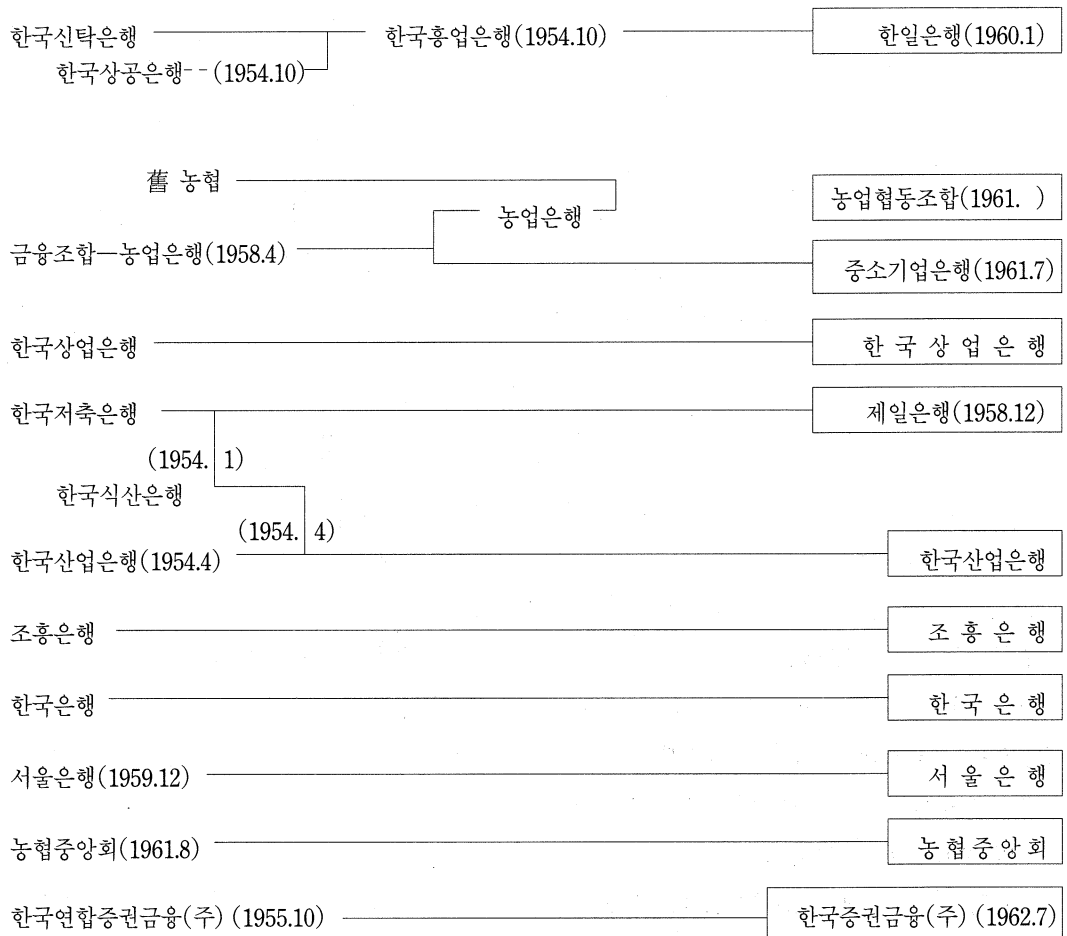 한국신탁은행 한국흥업은행(1954.10) 한일은행(1960.1)
한국상공은행--(1954.10)
舊 농협
농업은행
농업협동조합(1961. )
금융조합—농업은행(1958.4)
중소기업은행(1961.7)
한국상업은행 한 국 상 업 은 행
한국저축은행 제일은행(1958.12)
(1954. 1)
한국식산은행
(1954. 4)
한국산업은행(1954.4) 한국산업은행
조흥은행 조 흥 은 행
한국은행 한 국 은 행
서울은행(1959.12) 서 울 은 행
농협중앙회(1961.8) 농 협 중 앙 회
한국연합증권금융(주) (1955.10) 한국증권금융(주) (1962.7)